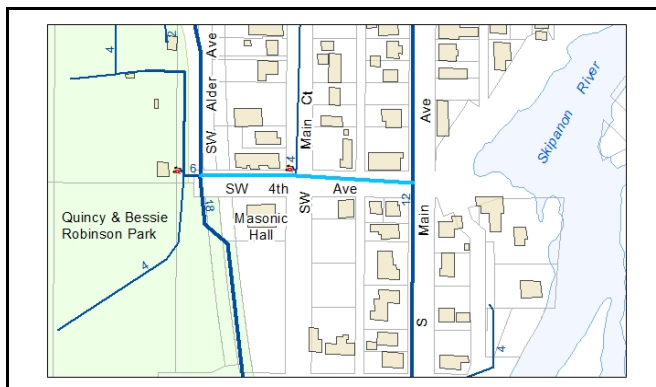 4
2
SW Alder Ave
Main Ct
Ave
Skipanon River
6
4
SW 4th Ave
SW
12
18
Quincy & Bessie
Robinson Park
Masonic
Hall
Main
4
S
4